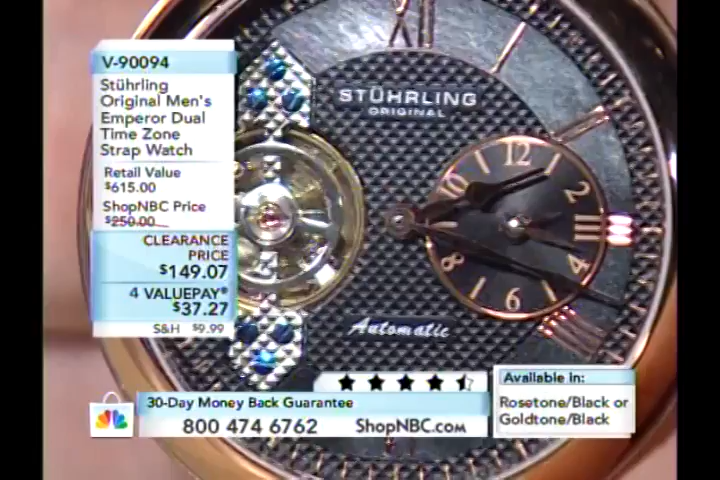 V-90094
Stührling
Original Men's
Emperor Dual
Time Zone
Strap Watch
Retail Value
$615.00
ShopNBC Price
$250.00
CLEARANCE
PRICE
$149.07
4 VALUEPAY®
$37.27
S&H $9.99
STÜHRLING
ORIGINAL
12
2
4
6
8
10
Automatic
30-Day Money Back Guarantee
800 474 6762 ShopNBC.com
Available in:
Rosetone/Black or
Goldtone/Black